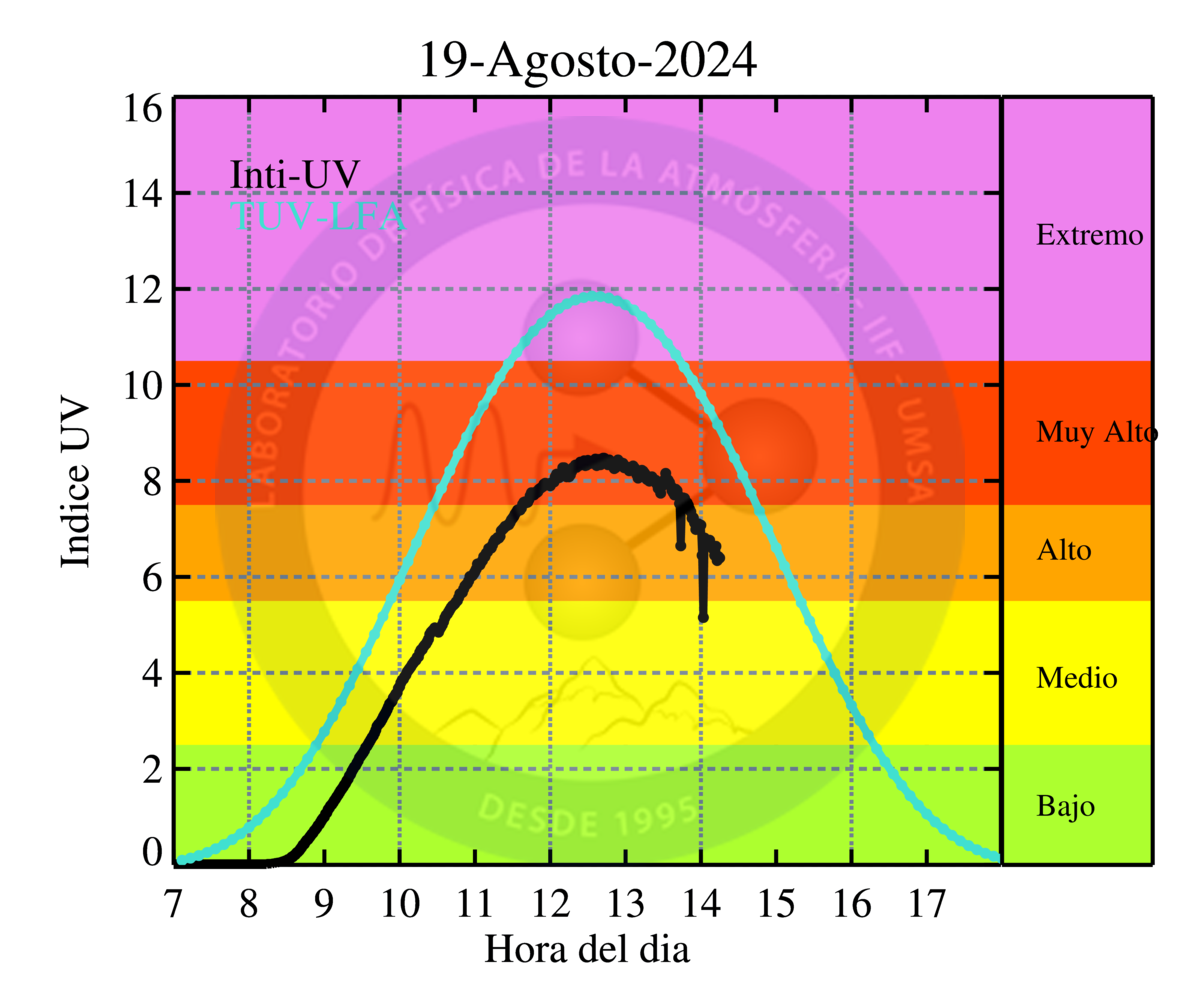 19-Agosto-2024
Inti-UV
TUV-LFA
LABORATORIO DE FÍSICA DE LA ATMÓSFERA - IIF - UMSA
DESDE 1995
Indice UV
16
14
12
10
8
6
4
2
0
Extremo
Muy Alto
Alto
Medio
Bajo
7 8 9 10 11 12 13 14 15 16 17
Hora del dia